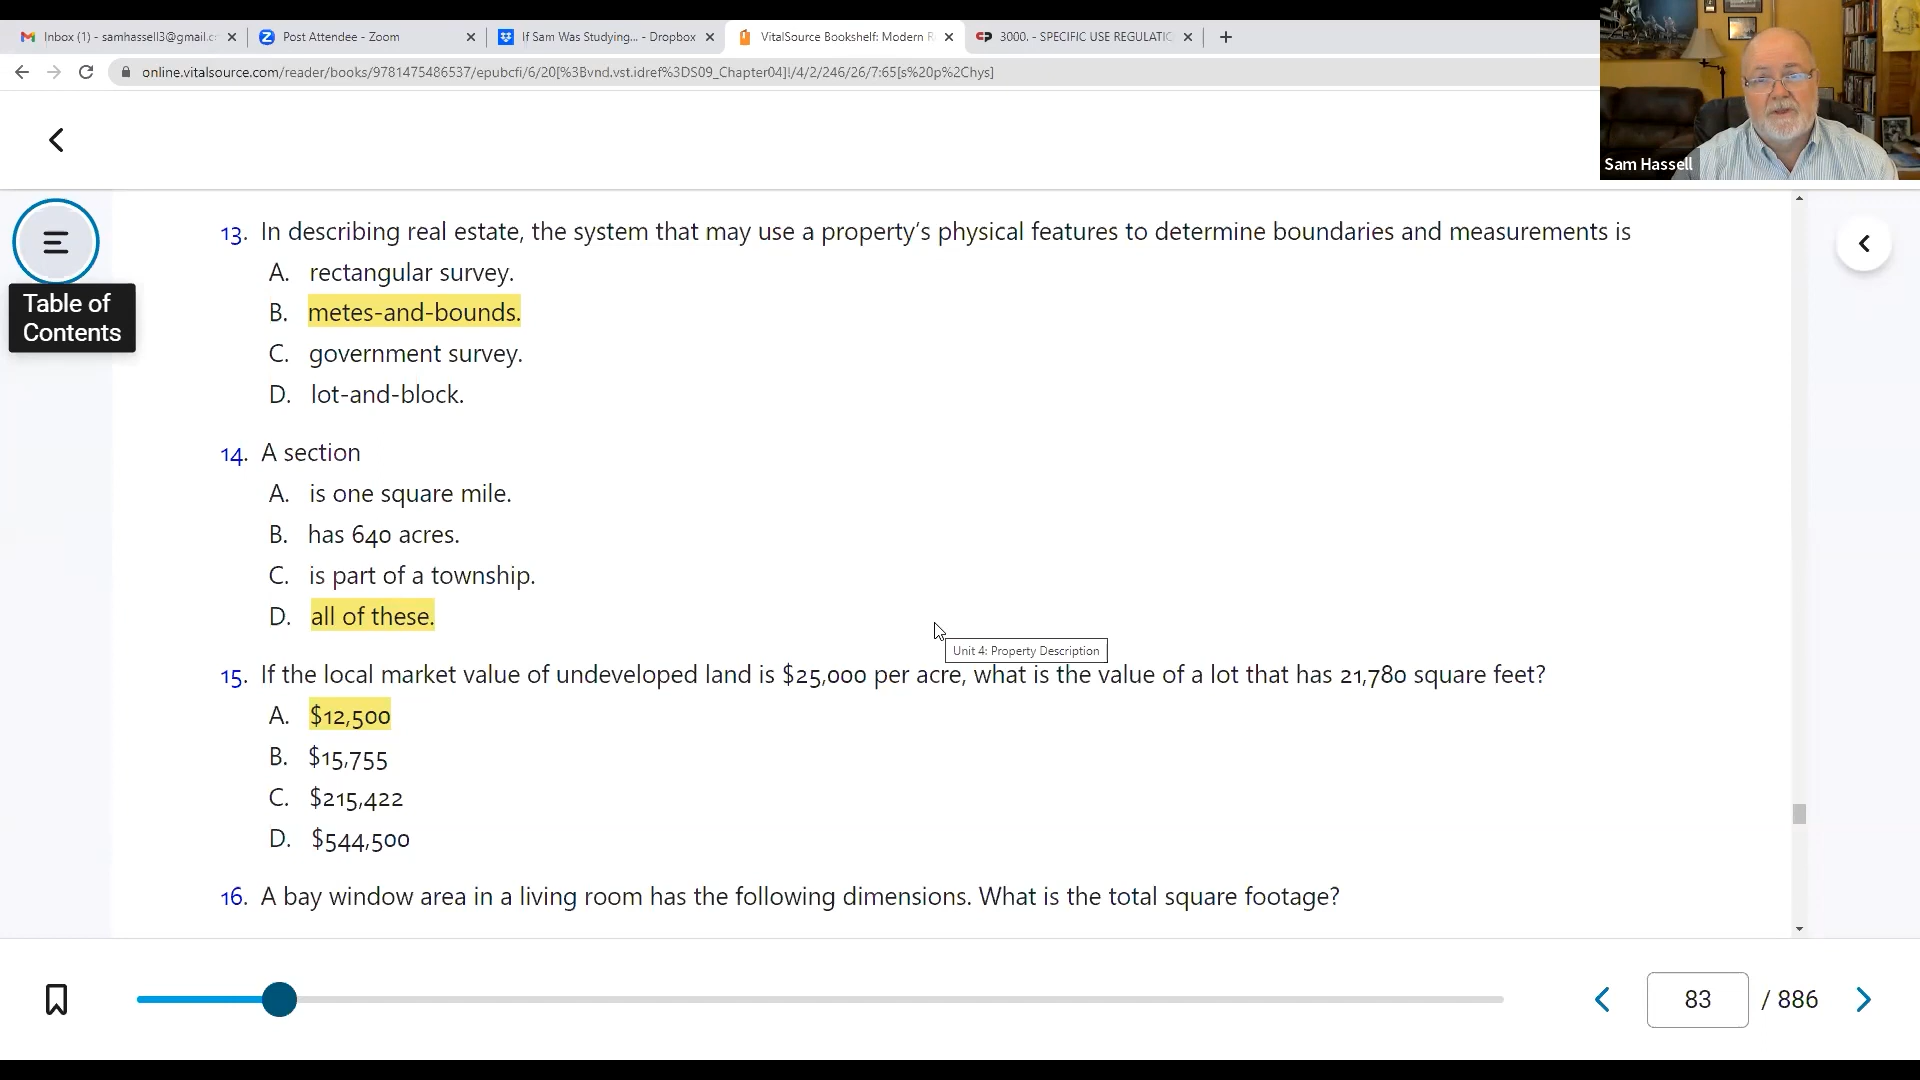 Inbox (1) - samhassell3@gmail.c
Post Attendee - Zoom
If Sam Was Studying... - Dropbox
VitalSource Bookshelf: Modern R
3000. - SPECIFIC USE REGULATIC
online.vitalsource.com/reader/books/9781475486537/epubcfi/6/20[%3Bvnd.vst.idref%3DS09_Chapter04]!/4/2/246/26/7:65[s%20p%2Chys]
Sam Hassell
Table of
Contents
13. In describing real estate, the system that may use a property’s physical features to determine boundaries and measurements is
A. rectangular survey.
B. metes-and-bounds.
C. government survey.
D. lot-and-block.
14. A section
A. is one square mile.
B. has 640 acres.
C. is part of a township.
D. all of these.
Unit 4: Property Description
15. If the local market value of undeveloped land is $25,000 per acre, what is the value of a lot that has 21,780 square feet?
A. $12,500
B. $15,755
C. $215,422
D. $544,500
16. A bay window area in a living room has the following dimensions. What is the total square footage?
83 / 886